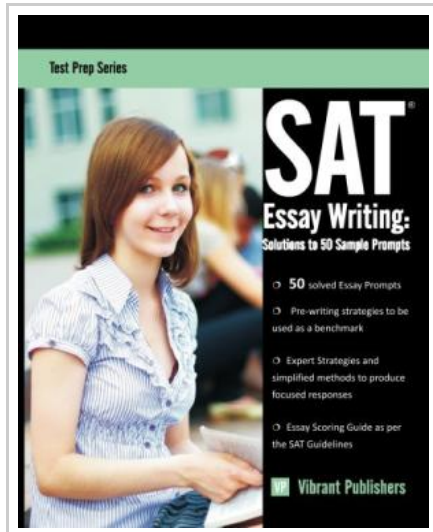 Test Prep Series
SAT®
Essay Writing:
Solutions to 50 Sample Prompts
50 solved Essay Prompts
Pre-writing strategies to be
used as a benchmark
Expert Strategies and
simplified methods to produce
focused responses
Essay Scoring Guide as per
the SAT Guidelines
VP Vibrant Publishers